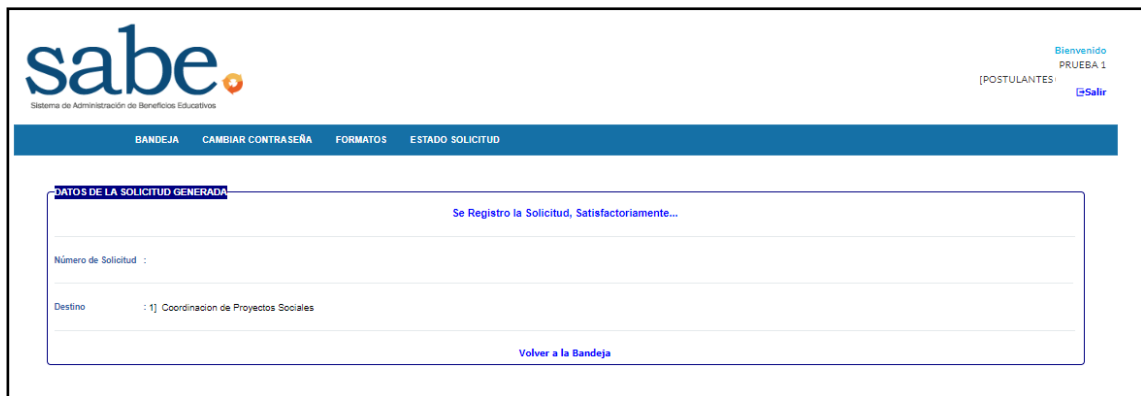 sabe.
Sistema de Administración de Beneficios Educativos
Bienvenido
PRUEBA 1
[POSTULANTES
Salir
BANDEJA CAMBIAR CONTRASEÑA FORMATOS ESTADO SOLICITUD
DATOS DE LA SOLICITUD GENERADA
Se Registro la Solicitud, Satisfactoriamente...
Número de Solicitud :
Destino : 1] Coordinacion de Proyectos Sociales
Volver a la Bandeja